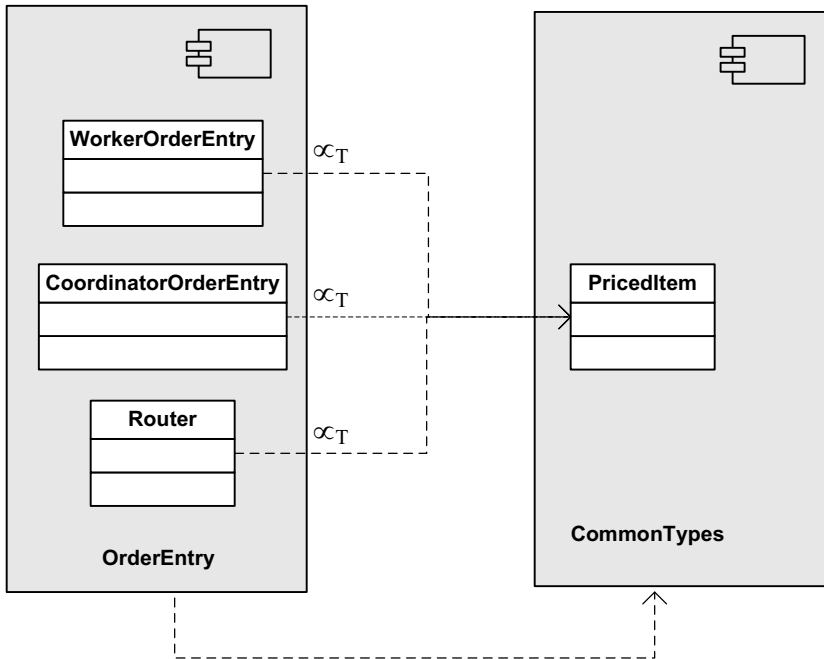 WorkerOrderEntry
∝T
CoordinatorOrderEntry
∝T
PricedItem
Router
∝T
OrderEntry
CommonTypes